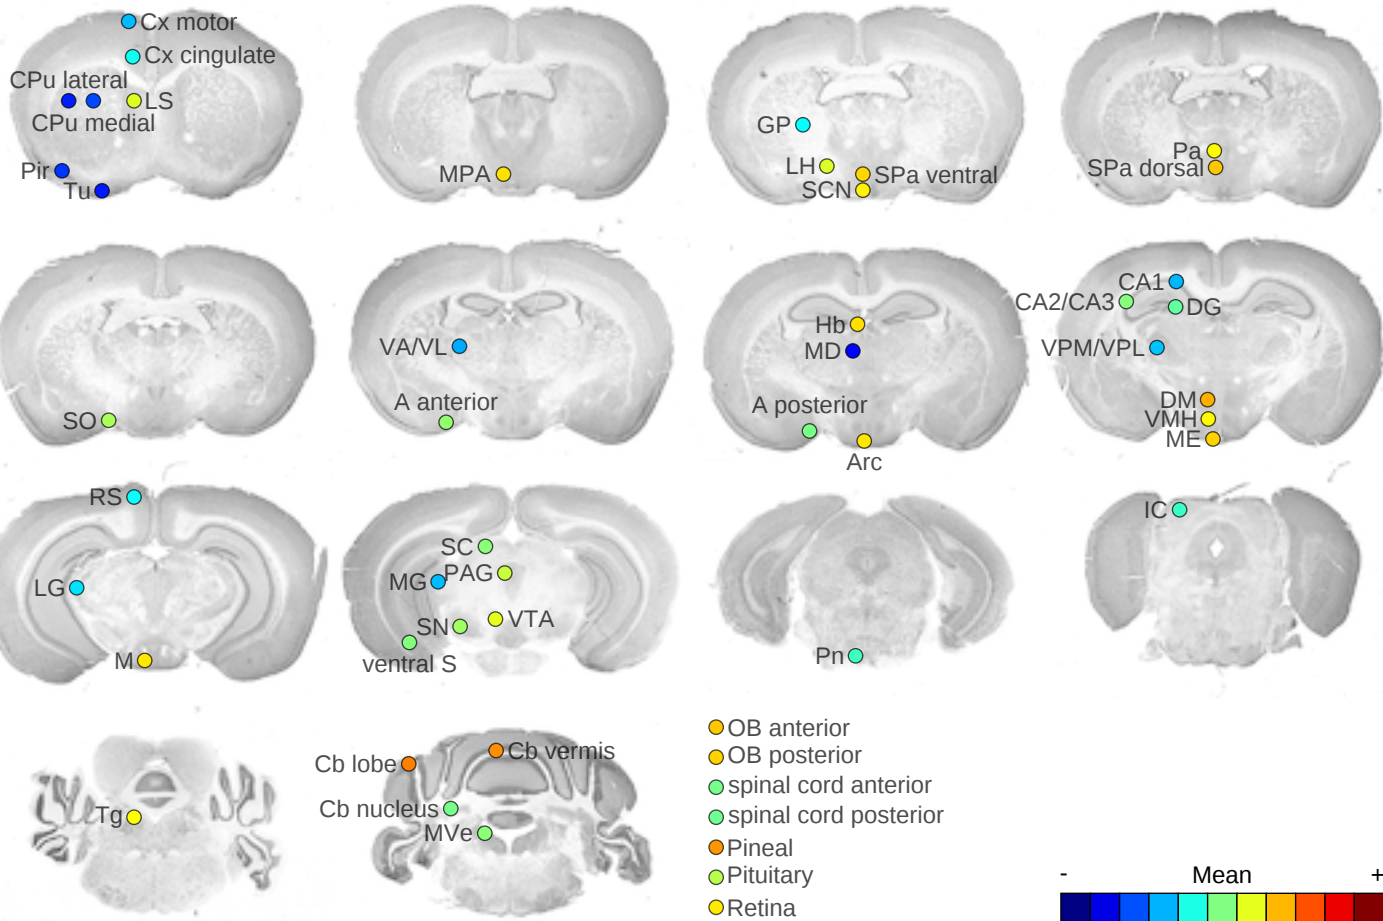 Cx motor
Cx cingulate
CPu lateral
LS
CPu medial
Pir
Tu
MPA
GP
LH
SPa ventral
SCN
Pa
SPa dorsal
SO
VA/VL
A anterior
Hb
MD
A posterior
Arc
CA1
CA2/CA3
DG
VPM/VPL
DM
VMH
ME
RS
LG
M
SC
MG
PAG
SN
VTA
ventral S
Pn
IC
Tg
Cb lobe
Cb vermis
Cb nucleus
MVe
OB anterior
OB posterior
spinal cord anterior
spinal cord posterior
Pineal
Pituitary
Retina
- Mean +